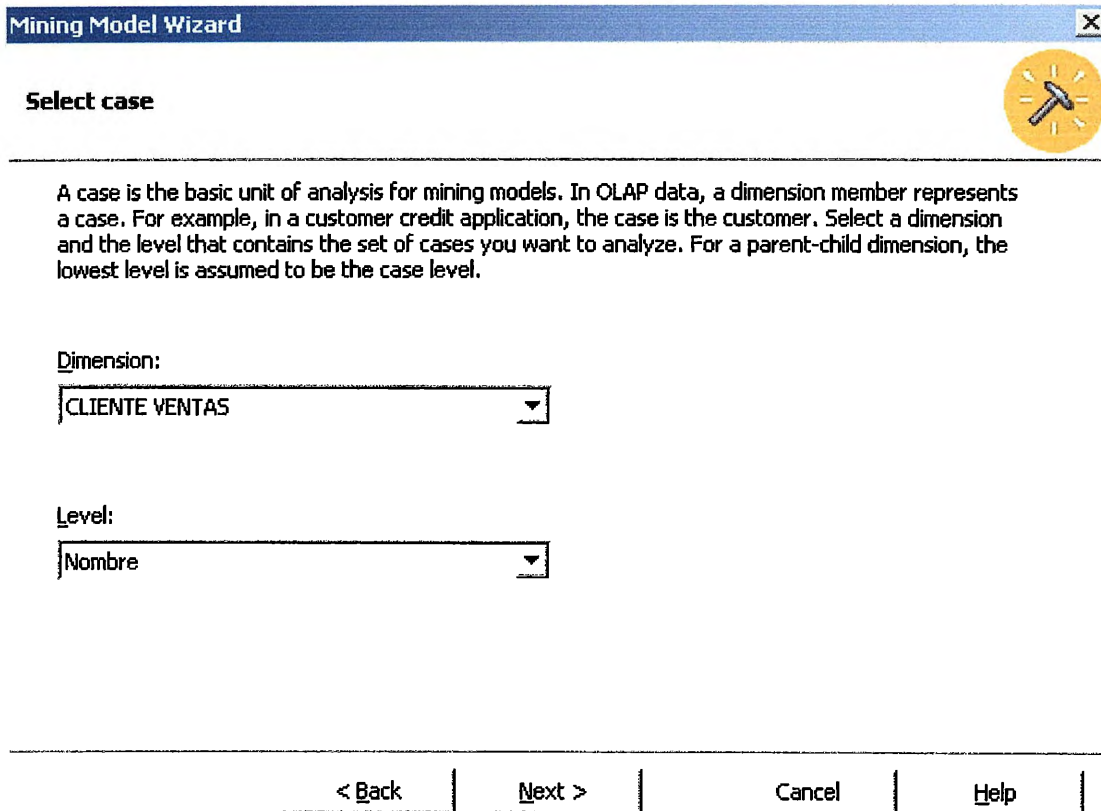 Mining Model Wizard
Select case
A case is the basic unit of analysis for mining models. In OLAP data, a dimension member represents
a case. For example, in a customer credit application, the case is the customer. Select a dimension
and the level that contains the set of cases you want to analyze. For a parent-child dimension, the
lowest level is assumed to be the case level.
Dimension:
CLIENTE VENTAS
Level:
Nombre
< Back Next > Cancel Help